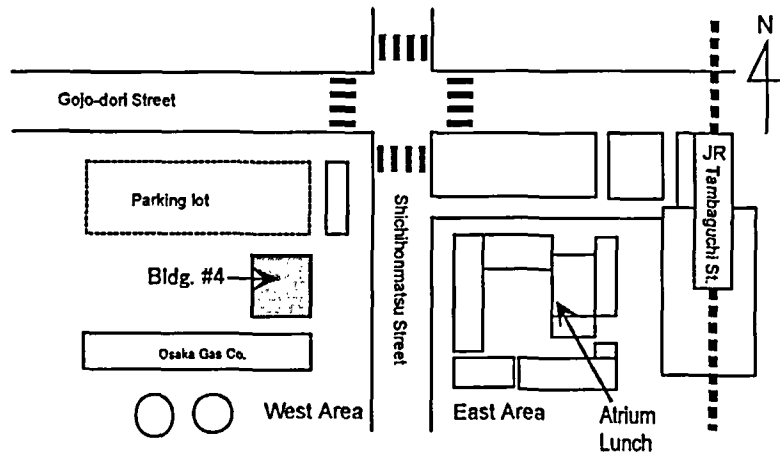 N
Gojo-dori Street
JR
Tambaguchi St.
Parking lot
Shichihonmatsu Street
Bldg. #4
Osaka Gas Co.
West Area
East Area
Atrium
Lunch